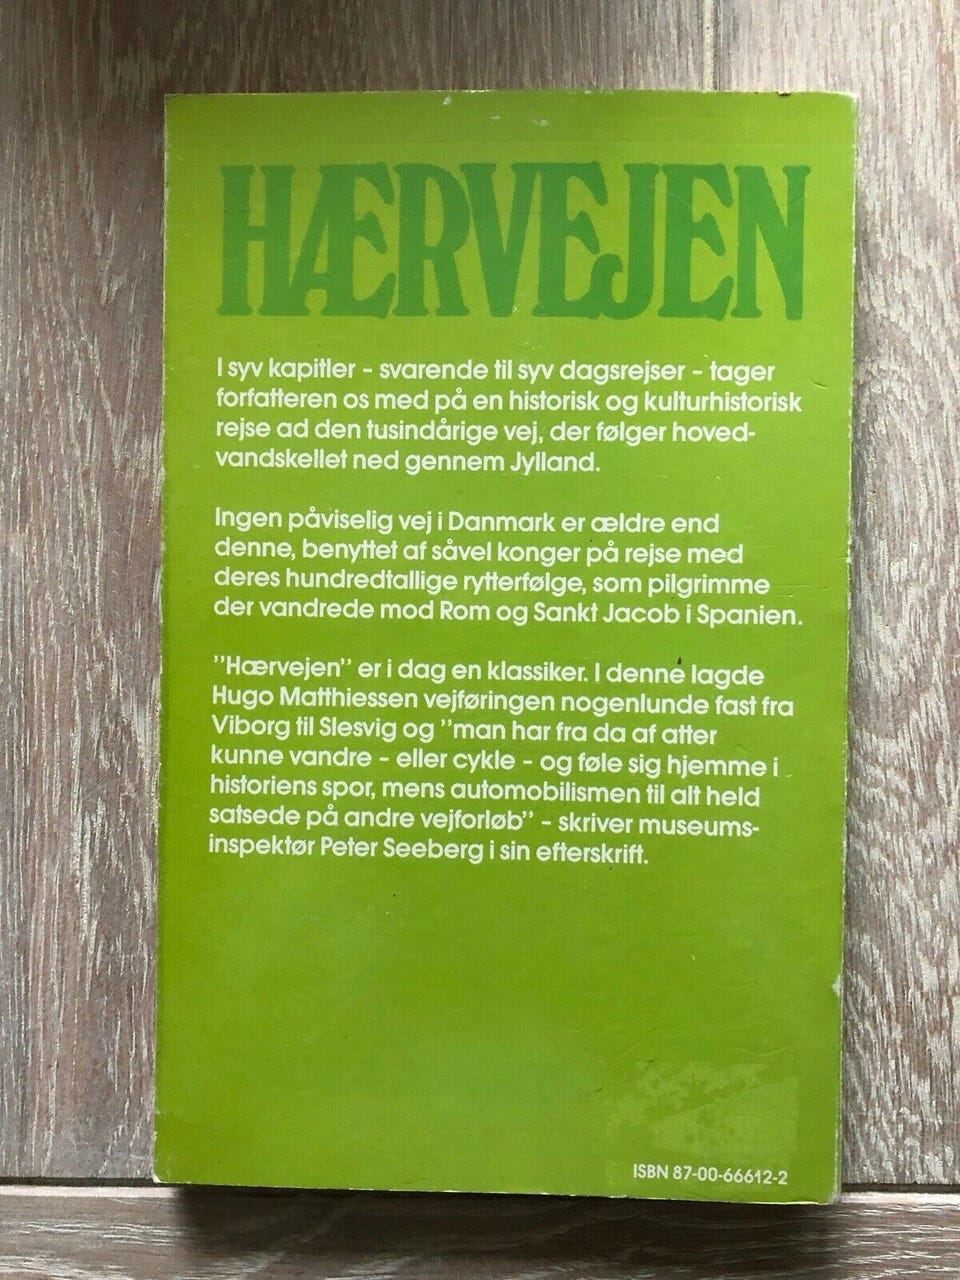 HÆRVEJEN
I syv kapitler – svarende til syv dagsrejser – tager
forfatteren os med på en historisk og kulturhistorisk
rejse ad den tusindårige vej, der følger hoved-
vandskellet ned gennem Jylland.
Ingen påviselig vej i Danmark er ældre end
denne, benyttet af såvel konger på rejse med
deres hundredtallige rytterfølge, som pilgrimme
der vandrede mod Rom og Sankt Jacob i Spanien.
"Hærvejen" er i dag en klassiker. I denne lagde
Hugo Matthiessen vejføringen nogenlunde fast fra
Viborg til Slesvig og "man har fra da af atter
kunne vandre – eller cykle – og føle sig hjemme i
historiens spor, mens automobilismen til alt held
satsede på andre vejforløb" – skriver museums-
inspektør Peter Seeberg i sin efterskrift.
ISBN 87-00-66612-2